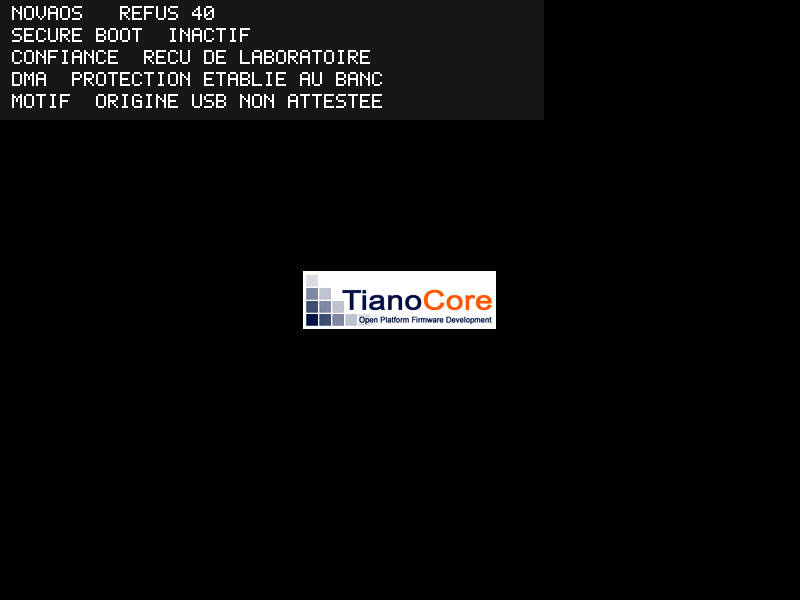 NOVAOS REFUS 40
SECURE BOOT INACTIF
CONFIANCE RECU DE LABORATOIRE
DMA PROTECTION ETABLIE AU BANC
MOTIF ORIGINE USB NON ATTESTEE
TianoCore
Open Platform Firmware Development